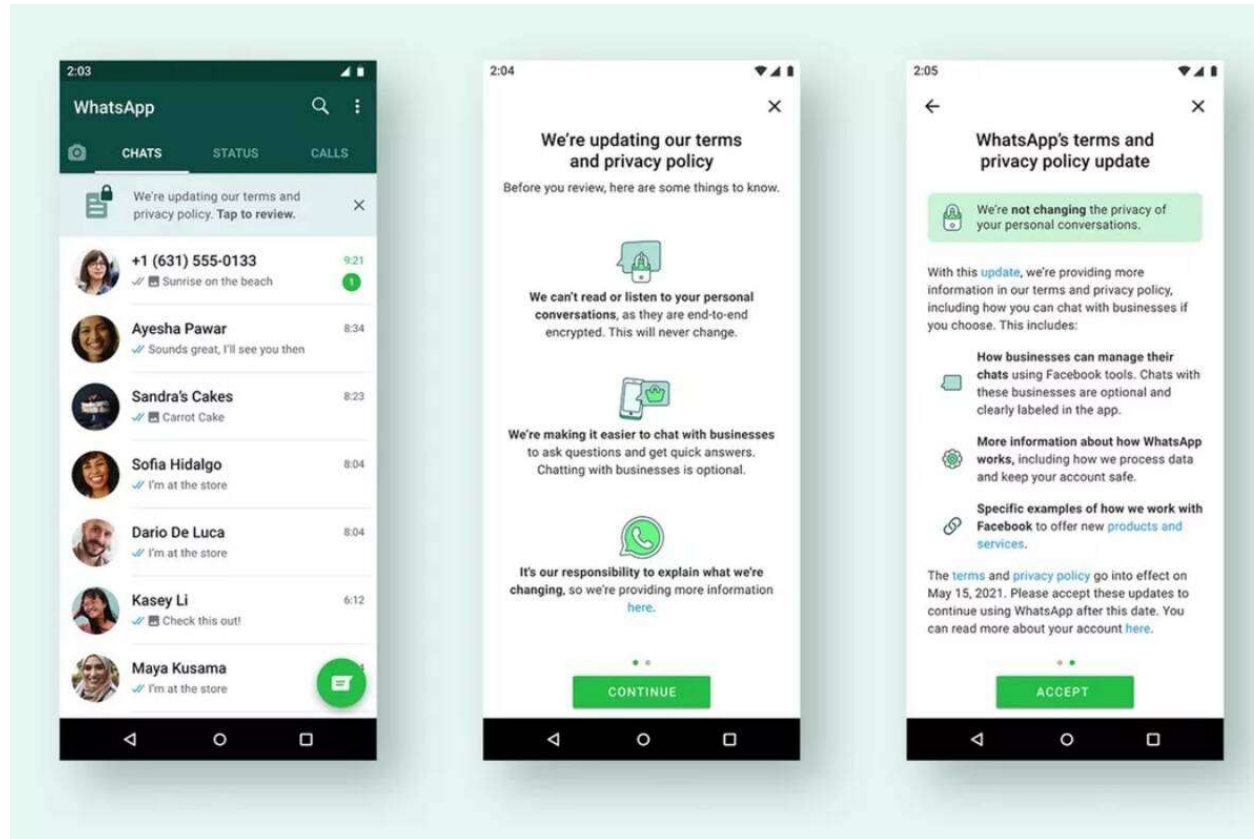 2:03
WhatsApp
CHATS STATUS CALLS
We're updating our terms and
privacy policy. Tap to review.
+1 (631) 555-0133 9:21
Sunrise on the beach 1
Ayesha Pawar 8:34
Sounds great, I'll see you then
Sandra's Cakes 8:23
Carrot Cake
Sofia Hidalgo 8:04
I'm at the store
Dario De Luca 8:04
I'm at the store
Kasey Li 6:12
Check this out!
Maya Kusama
I'm at the store
2:04
We're updating our terms
and privacy policy
Before you review, here are some things to know.
We can't read or listen to your personal
conversations, as they are end-to-end
encrypted. This will never change.
We're making it easier to chat with businesses
to ask questions and get quick answers.
Chatting with businesses is optional.
It's our responsibility to explain what we're
changing, so we're providing more information
here.
CONTINUE
2:05
WhatsApp's terms and
privacy policy update
We're not changing the privacy of
your personal conversations.
With this update, we're providing more
information in our terms and privacy policy,
including how you can chat with businesses if
you choose. This includes:
How businesses can manage their
chats using Facebook tools. Chats with
these businesses are optional and
clearly labeled in the app.
More information about how WhatsApp
works, including how we process data
and keep your account safe.
Specific examples of how we work with
Facebook to offer new products and
services.
The terms and privacy policy go into effect on
May 15, 2021. Please accept these updates to
continue using WhatsApp after this date. You
can read more about your account here.
ACCEPT